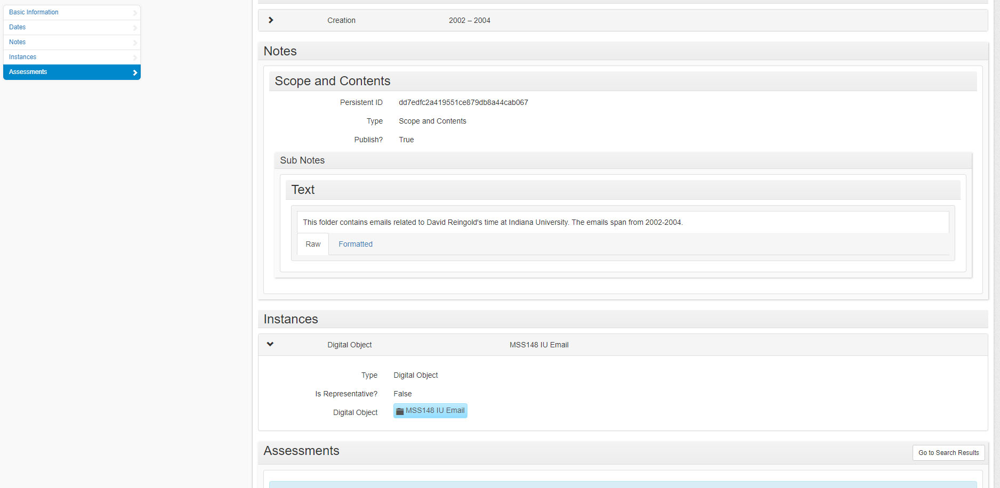 Basic Information
Dates
Notes
Instances
Assessments
Creation 2002 – 2004
Notes
Scope and Contents
Persistent ID dd7edfc2a419551ce879db8a44cab067
Type Scope and Contents
Publish? True
Sub Notes
Text
This folder contains emails related to David Reingold's time at Indiana University. The emails span from 2002-2004.
Raw Formatted
Instances
Digital Object MSS148 IU Email
Type Digital Object
Is Representative? False
Digital Object MSS148 IU Email
Assessments Go to Search Results